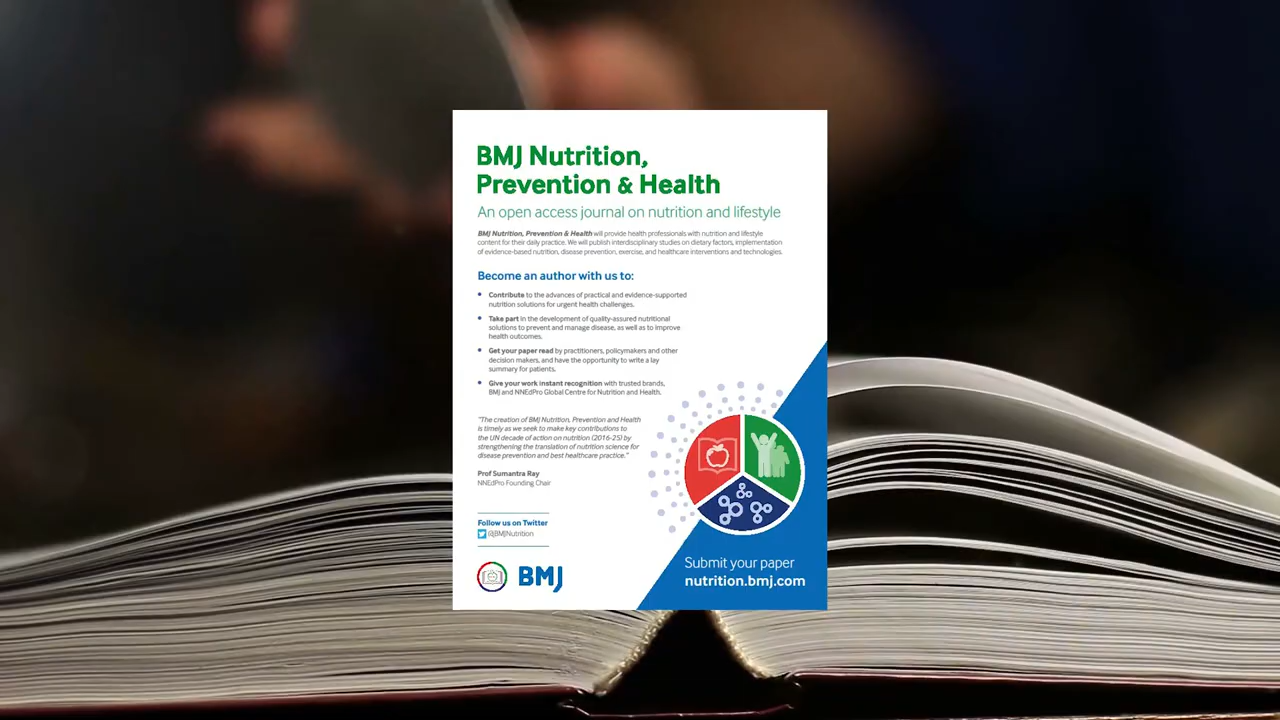 BMJ Nutrition,
Prevention & Health
An open access journal on nutrition and lifestyle
BMJ Nutrition, Prevention & Health will provide health professionals with nutrition and lifestyle
content for their daily practice. We will publish interdisciplinary studies on dietary factors, implementation
of evidence-based nutrition, disease prevention, exercise, and healthcare interventions and technologies.
Become an author with us to:
• Contribute to the advances of practical and evidence-supported
nutrition solutions for urgent health challenges.
• Take part in the development of quality-assured nutritional
solutions to prevent and manage disease, as well as to improve
health outcomes.
• Get your paper read by practitioners, policymakers and other
decision makers, and have the opportunity to write a lay
summary for patients.
• Give your work instant recognition with trusted brands,
BMJ and NNEdPro Global Centre for Nutrition and Health.
"The creation of BMJ Nutrition, Prevention and Health
is timely as we seek to make key contributions to
the UN decade of action on nutrition (2016-25) by
strengthening the translation of nutrition science for
disease prevention and best healthcare practice."
Prof Sumantra Ray
NNEdPro Founding Chair
Follow us on Twitter
@BMJNutrition
BMJ
Submit your paper
nutrition.bmj.com